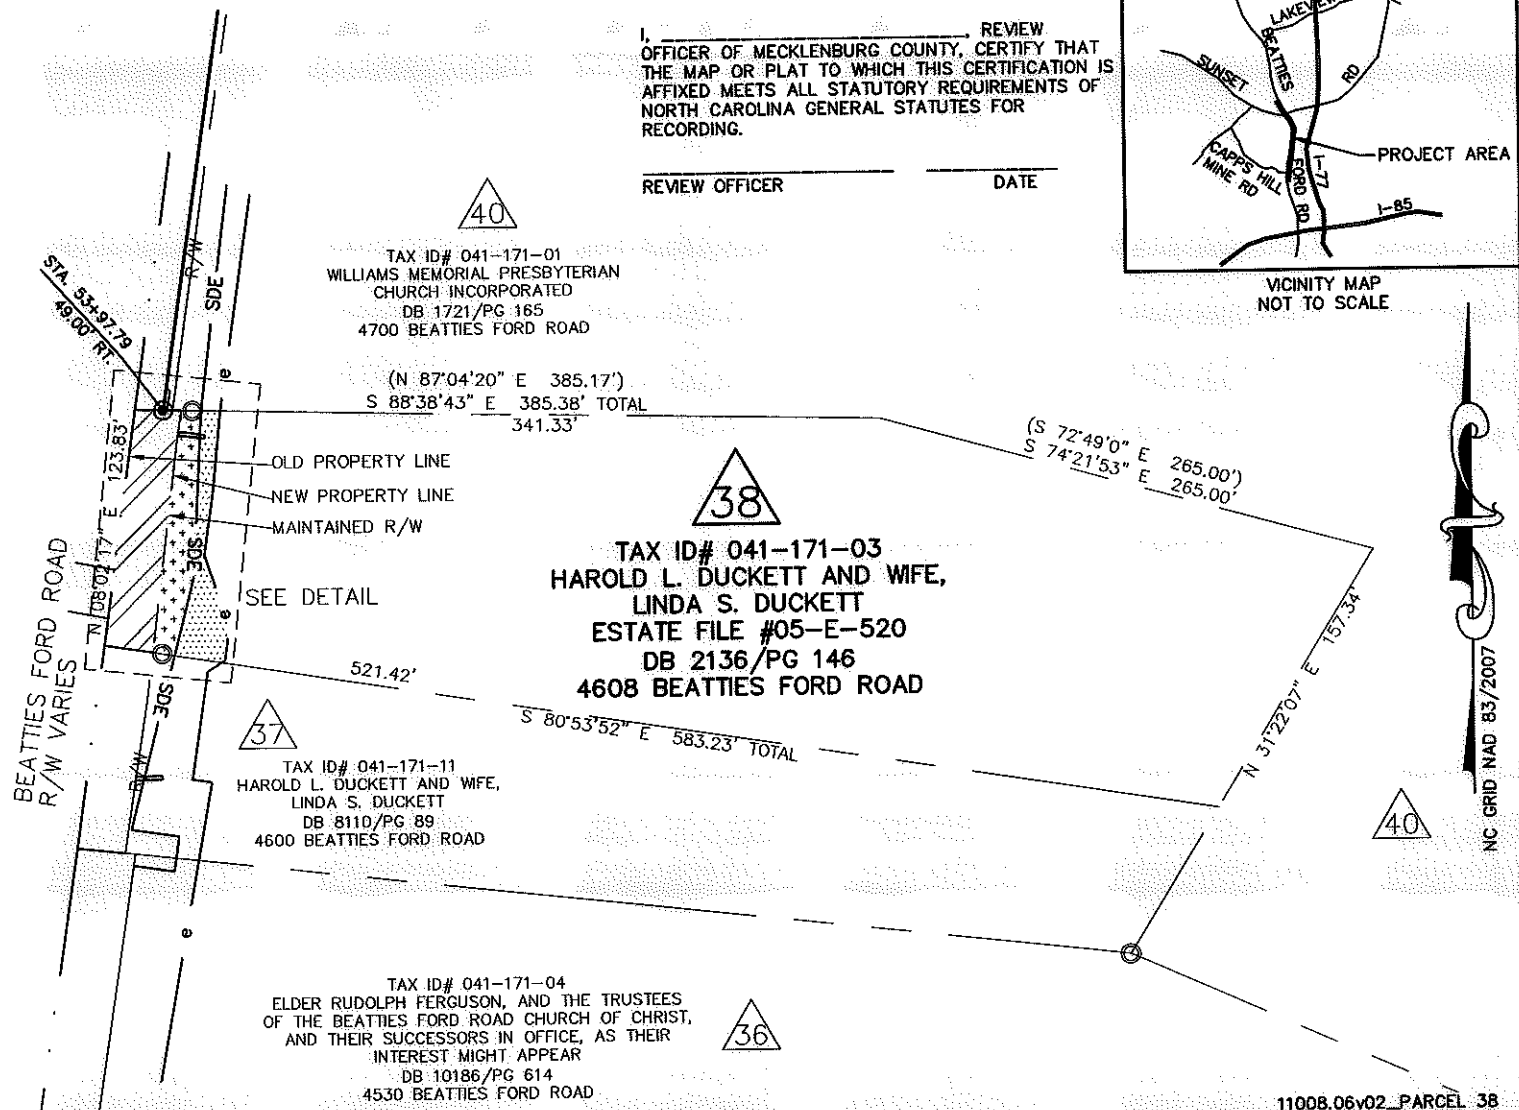 I, ____________________, REVIEW
OFFICER OF MECKLENBURG COUNTY, CERTIFY THAT
THE MAP OR PLAT TO WHICH THIS CERTIFICATION IS
AFFIXED MEETS ALL STATUTORY REQUIREMENTS OF
NORTH CAROLINA GENERAL STATUTES FOR
RECORDING.
REVIEW OFFICER
DATE
BEATTIES
SUNSET
RD
CAPPS HILL
MINE RD
FORD RD
I-77
I-85
PROJECT AREA
VICINITY MAP
NOT TO SCALE
40
TAX ID# 041-171-01
WILLIAMS MEMORIAL PRESBYTERIAN
CHURCH INCORPORATED
DB 1721/PG 165
4700 BEATTIES FORD ROAD
R/W
SDE
STA. 53+97.79
49.00' RT.
e
(N 87°04'20" E 385.17')
S 88°38'43" E 385.38' TOTAL
341.33'
(S 72°49'0" E 265.00')
S 74°21'53" E 265.00'
OLD PROPERTY LINE
NEW PROPERTY LINE
MAINTAINED R/W
N 08°02'17" E 123.83'
SDE
e
SEE DETAIL
BEATTIES FORD ROAD
R/W VARIES
38
TAX ID# 041-171-03
HAROLD L. DUCKETT AND WIFE,
LINDA S. DUCKETT
ESTATE FILE #05-E-520
DB 2136/PG 146
4608 BEATTIES FORD ROAD
N 31°22'07" E 157.34'
NC GRID NAD 83/2007
521.42'
S 80°53'52" E 583.23' TOTAL
SDE
R/W
37
TAX ID# 041-171-11
HAROLD L. DUCKETT AND WIFE,
LINDA S. DUCKETT
DB 8110/PG 89
4600 BEATTIES FORD ROAD
40
e
TAX ID# 041-171-04
ELDER RUDOLPH FERGUSON, AND THE TRUSTEES
OF THE BEATTIES FORD ROAD CHURCH OF CHRIST,
AND THEIR SUCCESSORS IN OFFICE, AS THEIR
INTEREST MIGHT APPEAR
DB 10186/PG 614
4530 BEATTIES FORD ROAD
36
11008.06v02_PARCEL 38